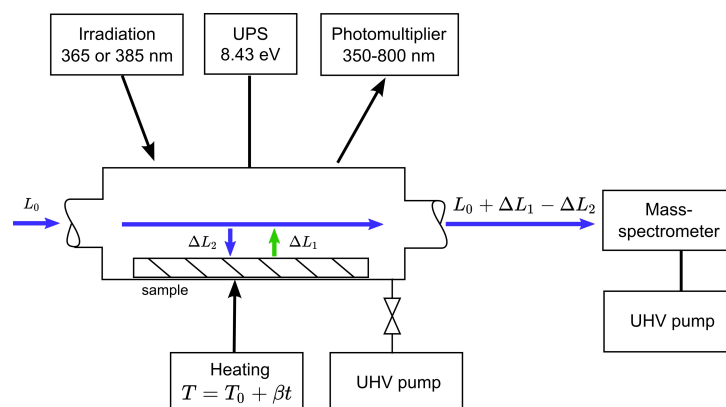 Irradiation
365 or 385 nm
UPS
8.43 eV
Photomultiplier
350-800 nm
L₀
L₀ + ΔL₁ − ΔL₂
ΔL₂
ΔL₁
Mass-
spectrometer
sample
Heating
T = T₀ + βt
UHV pump
UHV pump